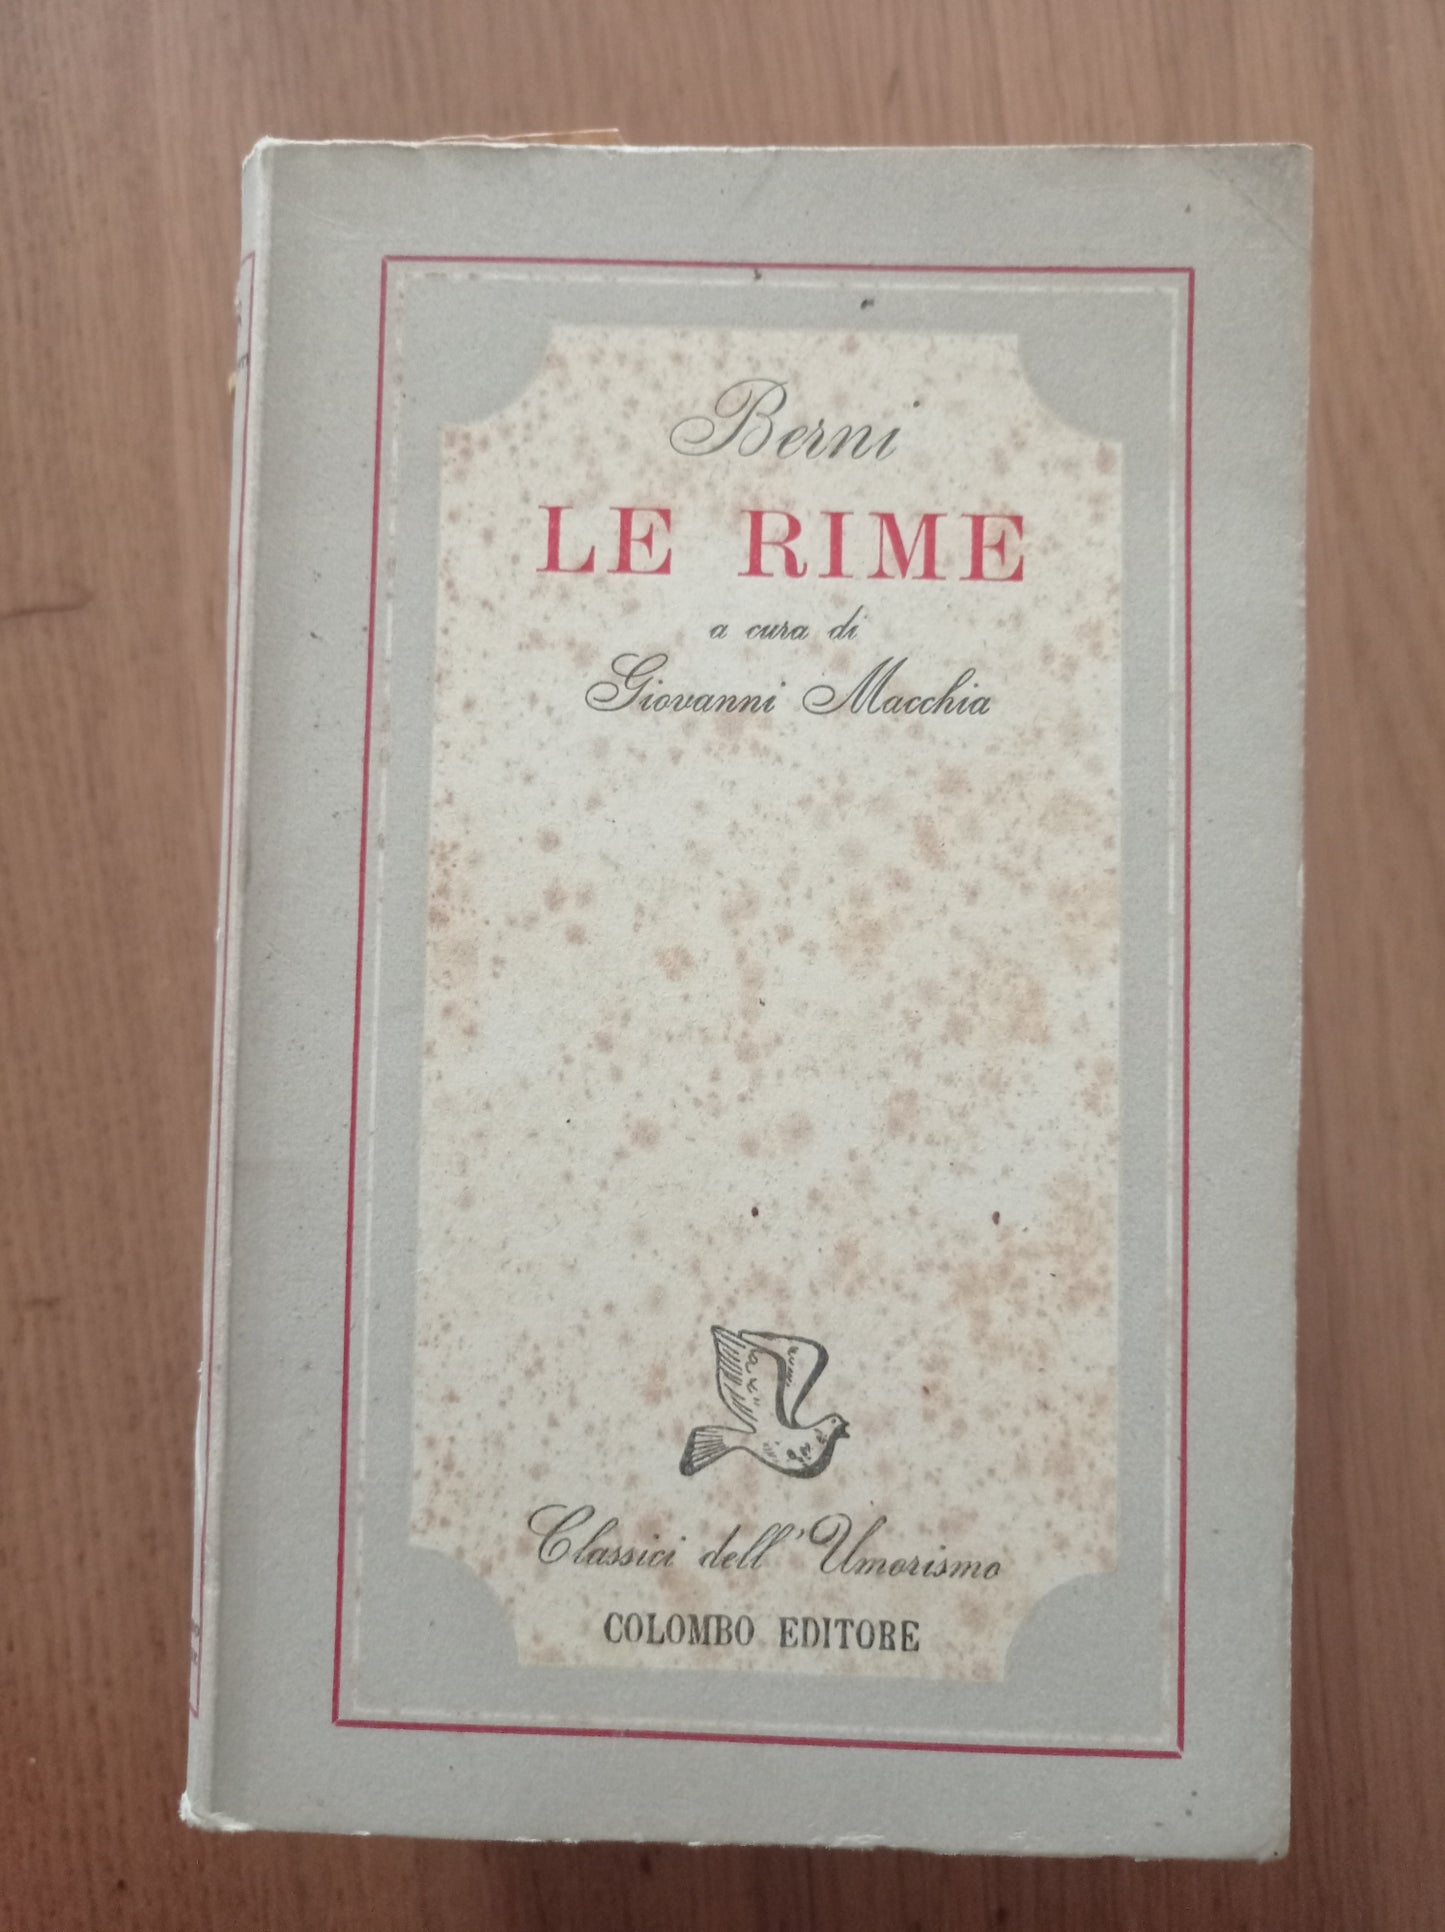 Berni
LE RIME
a cura di
Giovanni Macchia
Classici dell'Umorismo
COLOMBO EDITORE